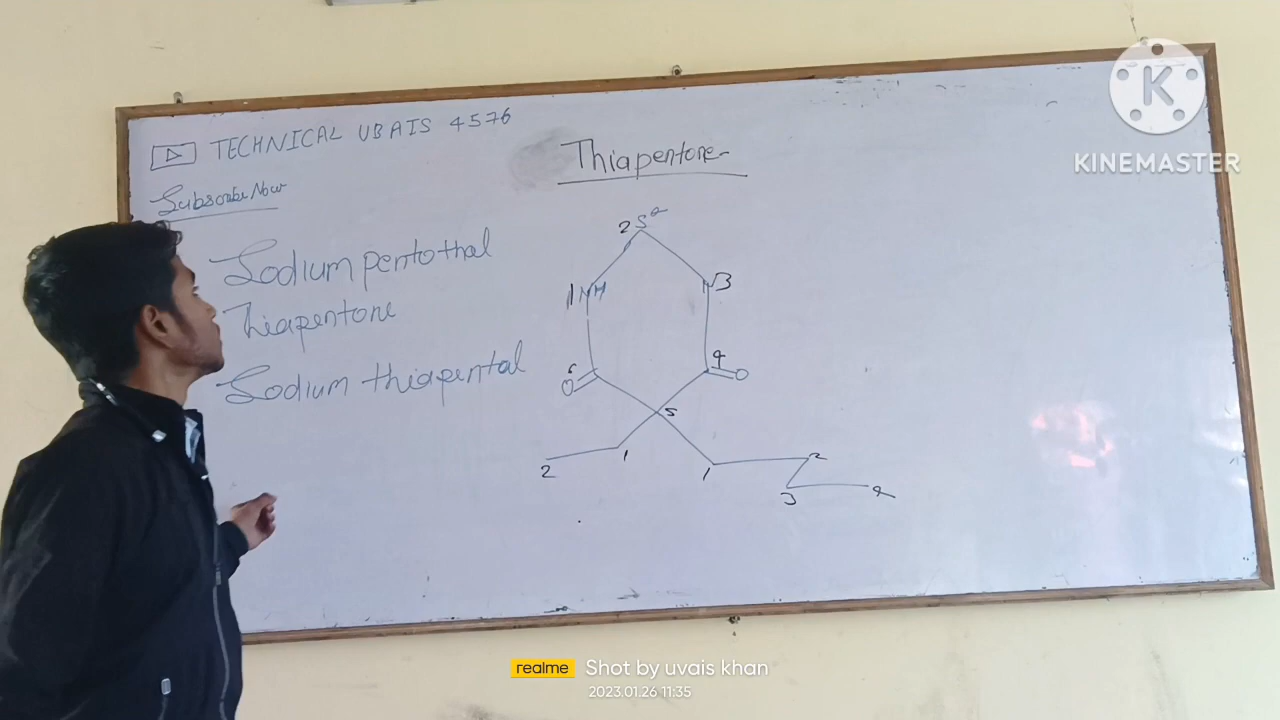 TECHNICAL UBAIS 4576
Subscribe Now
Thiapentone
Sodium pentothal
Thiapentone
Sodium thiapental
2 S
1 NH
N 3
6
O
4
O
5
2
1
1
2
3
4
K
KINEMASTER
realme Shot by uvais khan
2023.01.26 11:35